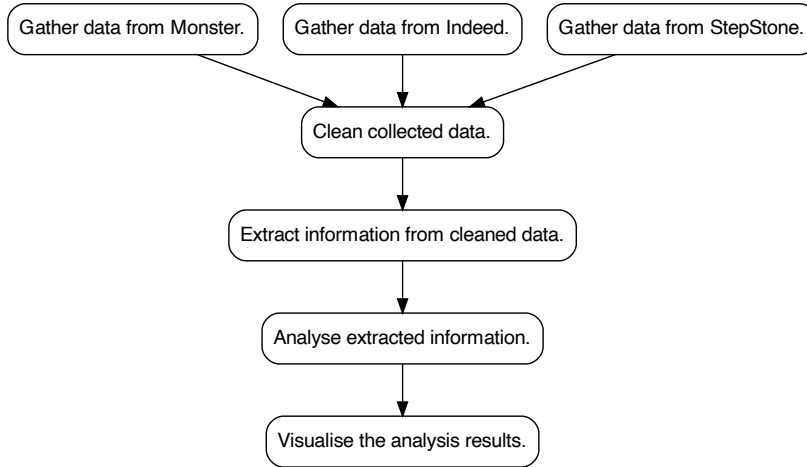 Gather data from Monster.
Gather data from Indeed.
Gather data from StepStone.
Clean collected data.
Extract information from cleaned data.
Analyse extracted information.
Visualise the analysis results.